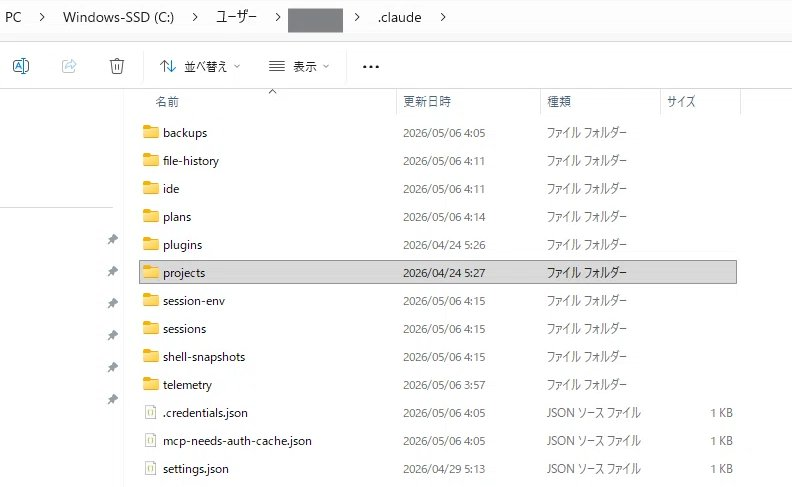 PC > Windows-SSD (C:) > ユーザー > > .claude >
並べ替え 表示 ...
名前 更新日時 種類 サイズ
backups 2026/05/06 4:05 ファイル フォルダー
file-history 2026/05/06 4:11 ファイル フォルダー
ide 2026/05/06 4:11 ファイル フォルダー
plans 2026/05/06 4:14 ファイル フォルダー
plugins 2026/04/24 5:26 ファイル フォルダー
projects 2026/04/24 5:27 ファイル フォルダー
session-env 2026/05/06 4:15 ファイル フォルダー
sessions 2026/05/06 4:15 ファイル フォルダー
shell-snapshots 2026/05/06 4:15 ファイル フォルダー
telemetry 2026/05/06 3:57 ファイル フォルダー
.credentials.json 2026/05/06 4:05 JSON ソース ファイル 1 KB
mcp-needs-auth-cache.json 2026/05/06 4:05 JSON ソース ファイル 1 KB
settings.json 2026/04/29 5:13 JSON ソース ファイル 1 KB